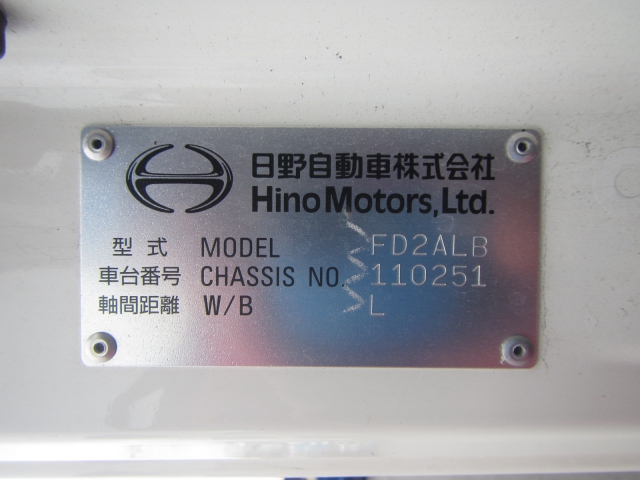 日野自動車株式会社
Hino Motors, Ltd.
型式 MODEL FD2ALB
車台番号 CHASSIS NO. 110251
軸間距離 W/B L